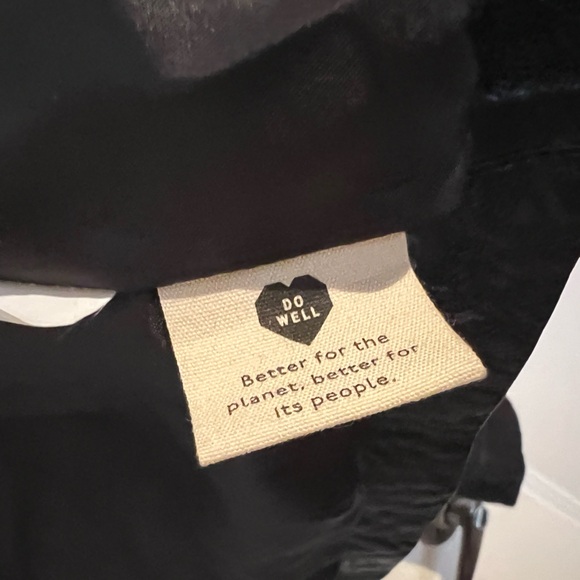 DO
WELL
Better for the
planet, better for
its people.